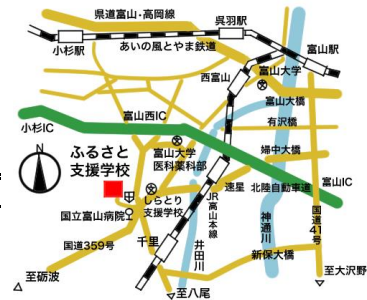 県道富山・高岡線
呉羽駅
小杉駅
あいの風とやま鉄道
富山駅
西富山
富山大学
富山大橋
小杉IC
富山西IC
有沢橋
N
ふるさと
支援学校
富山大学
医科薬科部
婦中大橋
速星
北陸自動車道
富山IC
しらとり
支援学校
国立富山病院
JR高山本線
神通川
国道41号
国道359号
千里
井田川
新保大橋
至砺波
至八尾
至大沢野